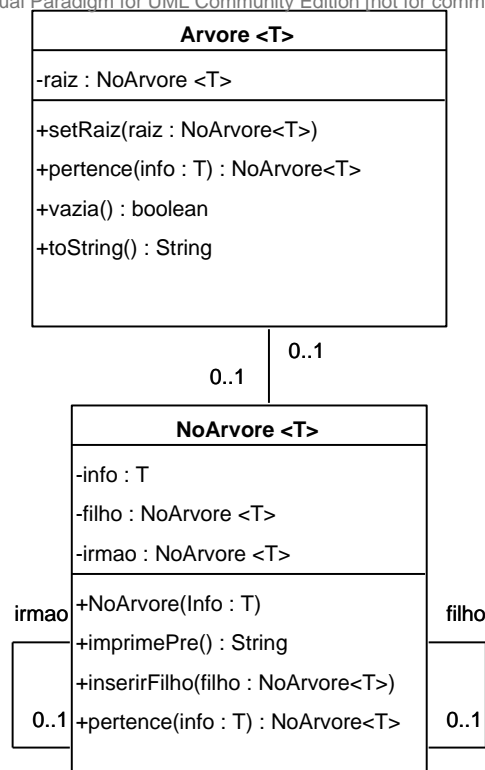 ual Paradigm for UML Community Edition [not for comm
Arvore <T>
-raiz : NoArvore <T>
+setRaiz(raiz : NoArvore<T>)
+pertence(info : T) : NoArvore<T>
+vazia() : boolean
+toString() : String
0..1
0..1
NoArvore <T>
-info : T
-filho : NoArvore <T>
-irmao : NoArvore <T>
irmao
+NoArvore(Info : T)
filho
+imprimePre() : String
+inserirFilho(filho : NoArvore<T>)
0..1
+pertence(info : T) : NoArvore<T>
0..1